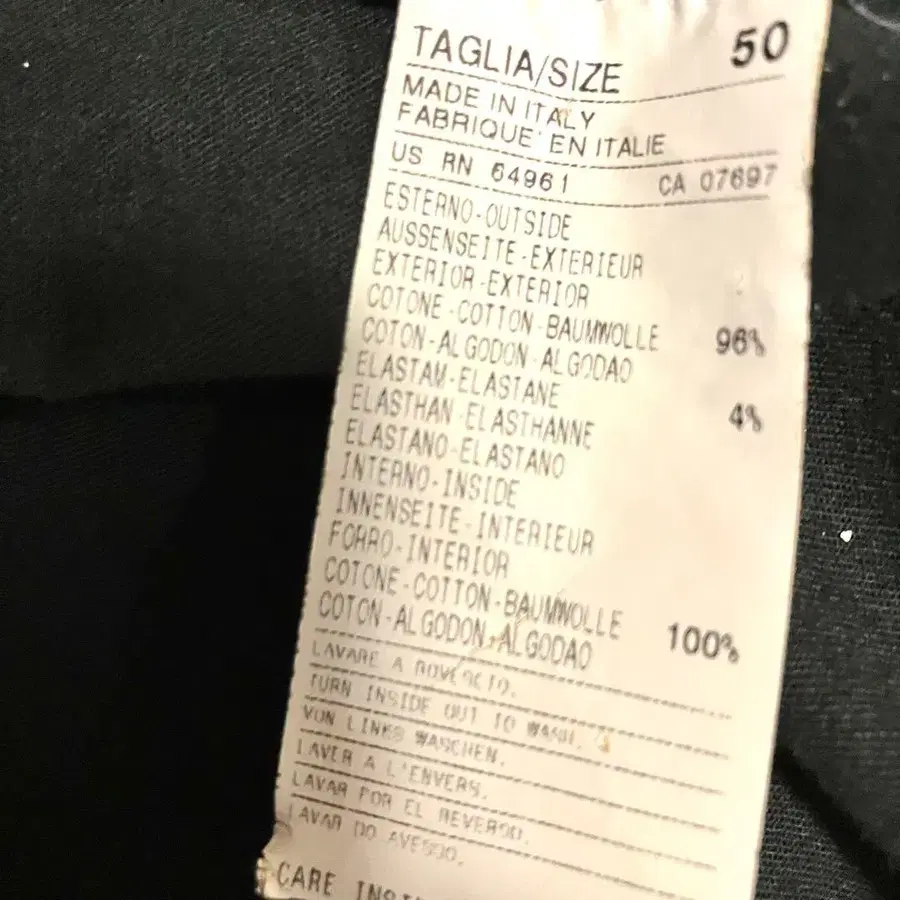 TAGLIA/SIZE 50
MADE IN ITALY
FABRIQUE' EN ITALIE
US RN 64961 CA 07697
ESTERNO-OUTSIDE
AUSSENSEITE-EXTERIEUR
EXTERIOR-EXTERIOR
COTONE-COTTON-BAUMWOLLE 96%
COTON-ALGODON-ALGODAO
ELASTAM-ELASTANE 4%
ELASTHAN-ELASTHANNE
ELASTANO-ELASTANO
INTERNO-INSIDE
INNENSEITE-INTERIEUR
FORRO-INTERIOR
COTONE-COTTON-BAUMWOLLE 100%
COTON-ALGODON-ALGODAO
LAVARE A ROVESCIO.
TURN INSIDE OUT TO WASH.
VON LINKS WASCHEN.
LAVER A L'ENVERS.
LAVAR POR EL REVERSO.
LAVAR DO AVESSO.
CARE